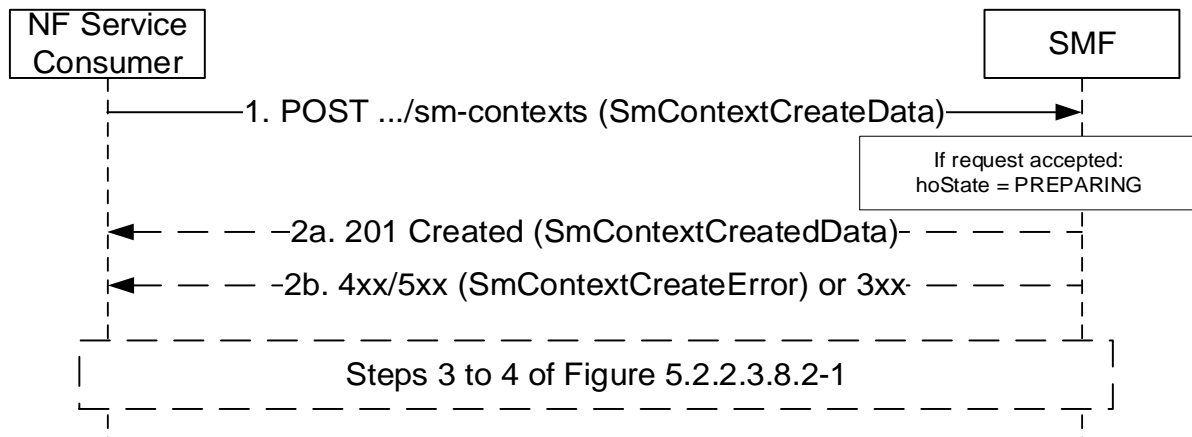 NF Service
Consumer
SMF
1. POST .../sm-contexts (SmContextCreateData)
If request accepted:
hoState = PREPARING
2a. 201 Created (SmContextCreatedData)
2b. 4xx/5xx (SmContextCreateError) or 3xx
Steps 3 to 4 of Figure 5.2.2.3.8.2-1